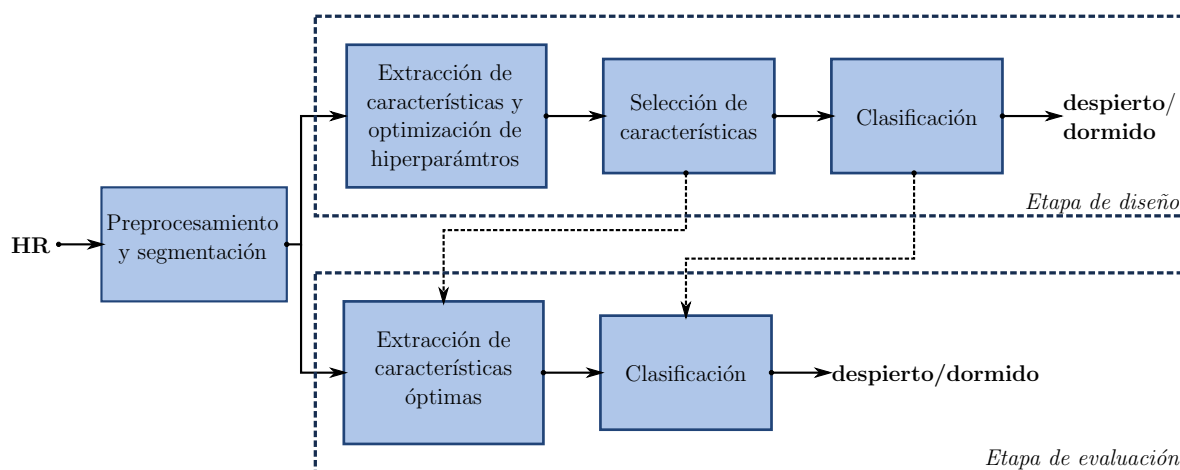 Extracción de
características y
optimización de
hiperparámtros
Selección de
características
Clasificación
despierto/
dormido
Etapa de diseño
HR
Preprocesamiento
y segmentación
Extracción de
características
óptimas
Clasificación
despierto/dormido
Etapa de evaluación